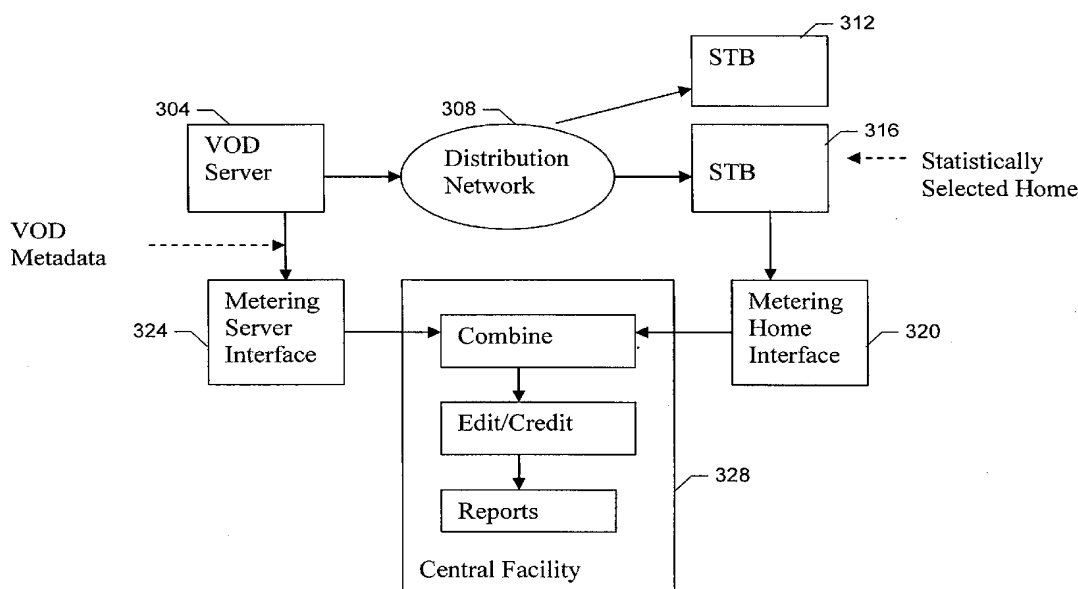 312
STB
304
VOD
Server
308
Distribution
Network
316
STB
Statistically
Selected Home
VOD
Metadata
324
Metering
Server
Interface
Combine
Metering
Home
Interface
320
Edit/Credit
328
Reports
Central Facility